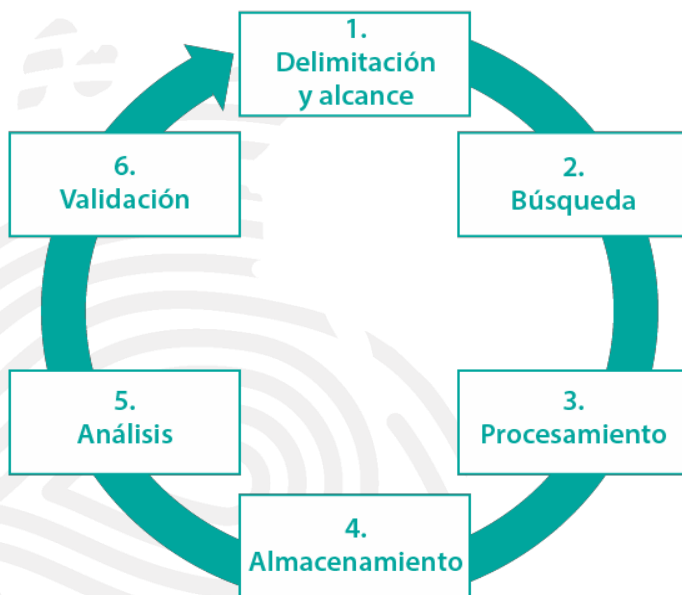 1.
Delimitación
y alcance
2.
Búsqueda
3.
Procesamiento
4.
Almacenamiento
5.
Análisis
6.
Validación